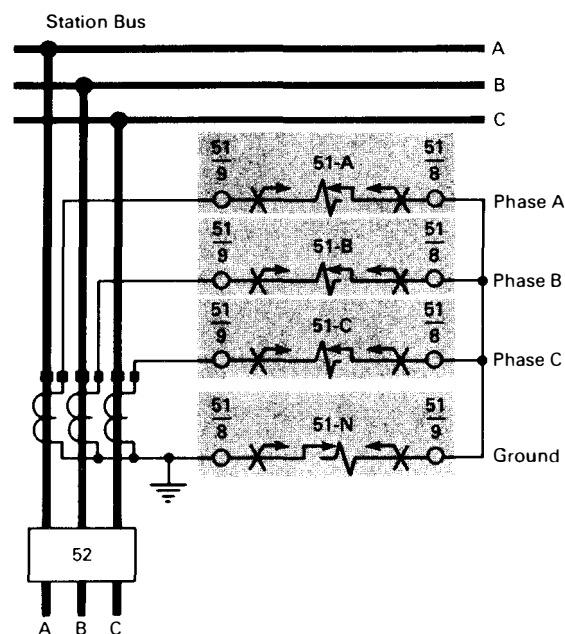 Station Bus
A
B
C
51
9
51-A
51
8
Phase A
51
9
51-B
51
8
Phase B
51
9
51-C
51
8
Phase C
51
8
51-N
51
9
Ground
52
A B C